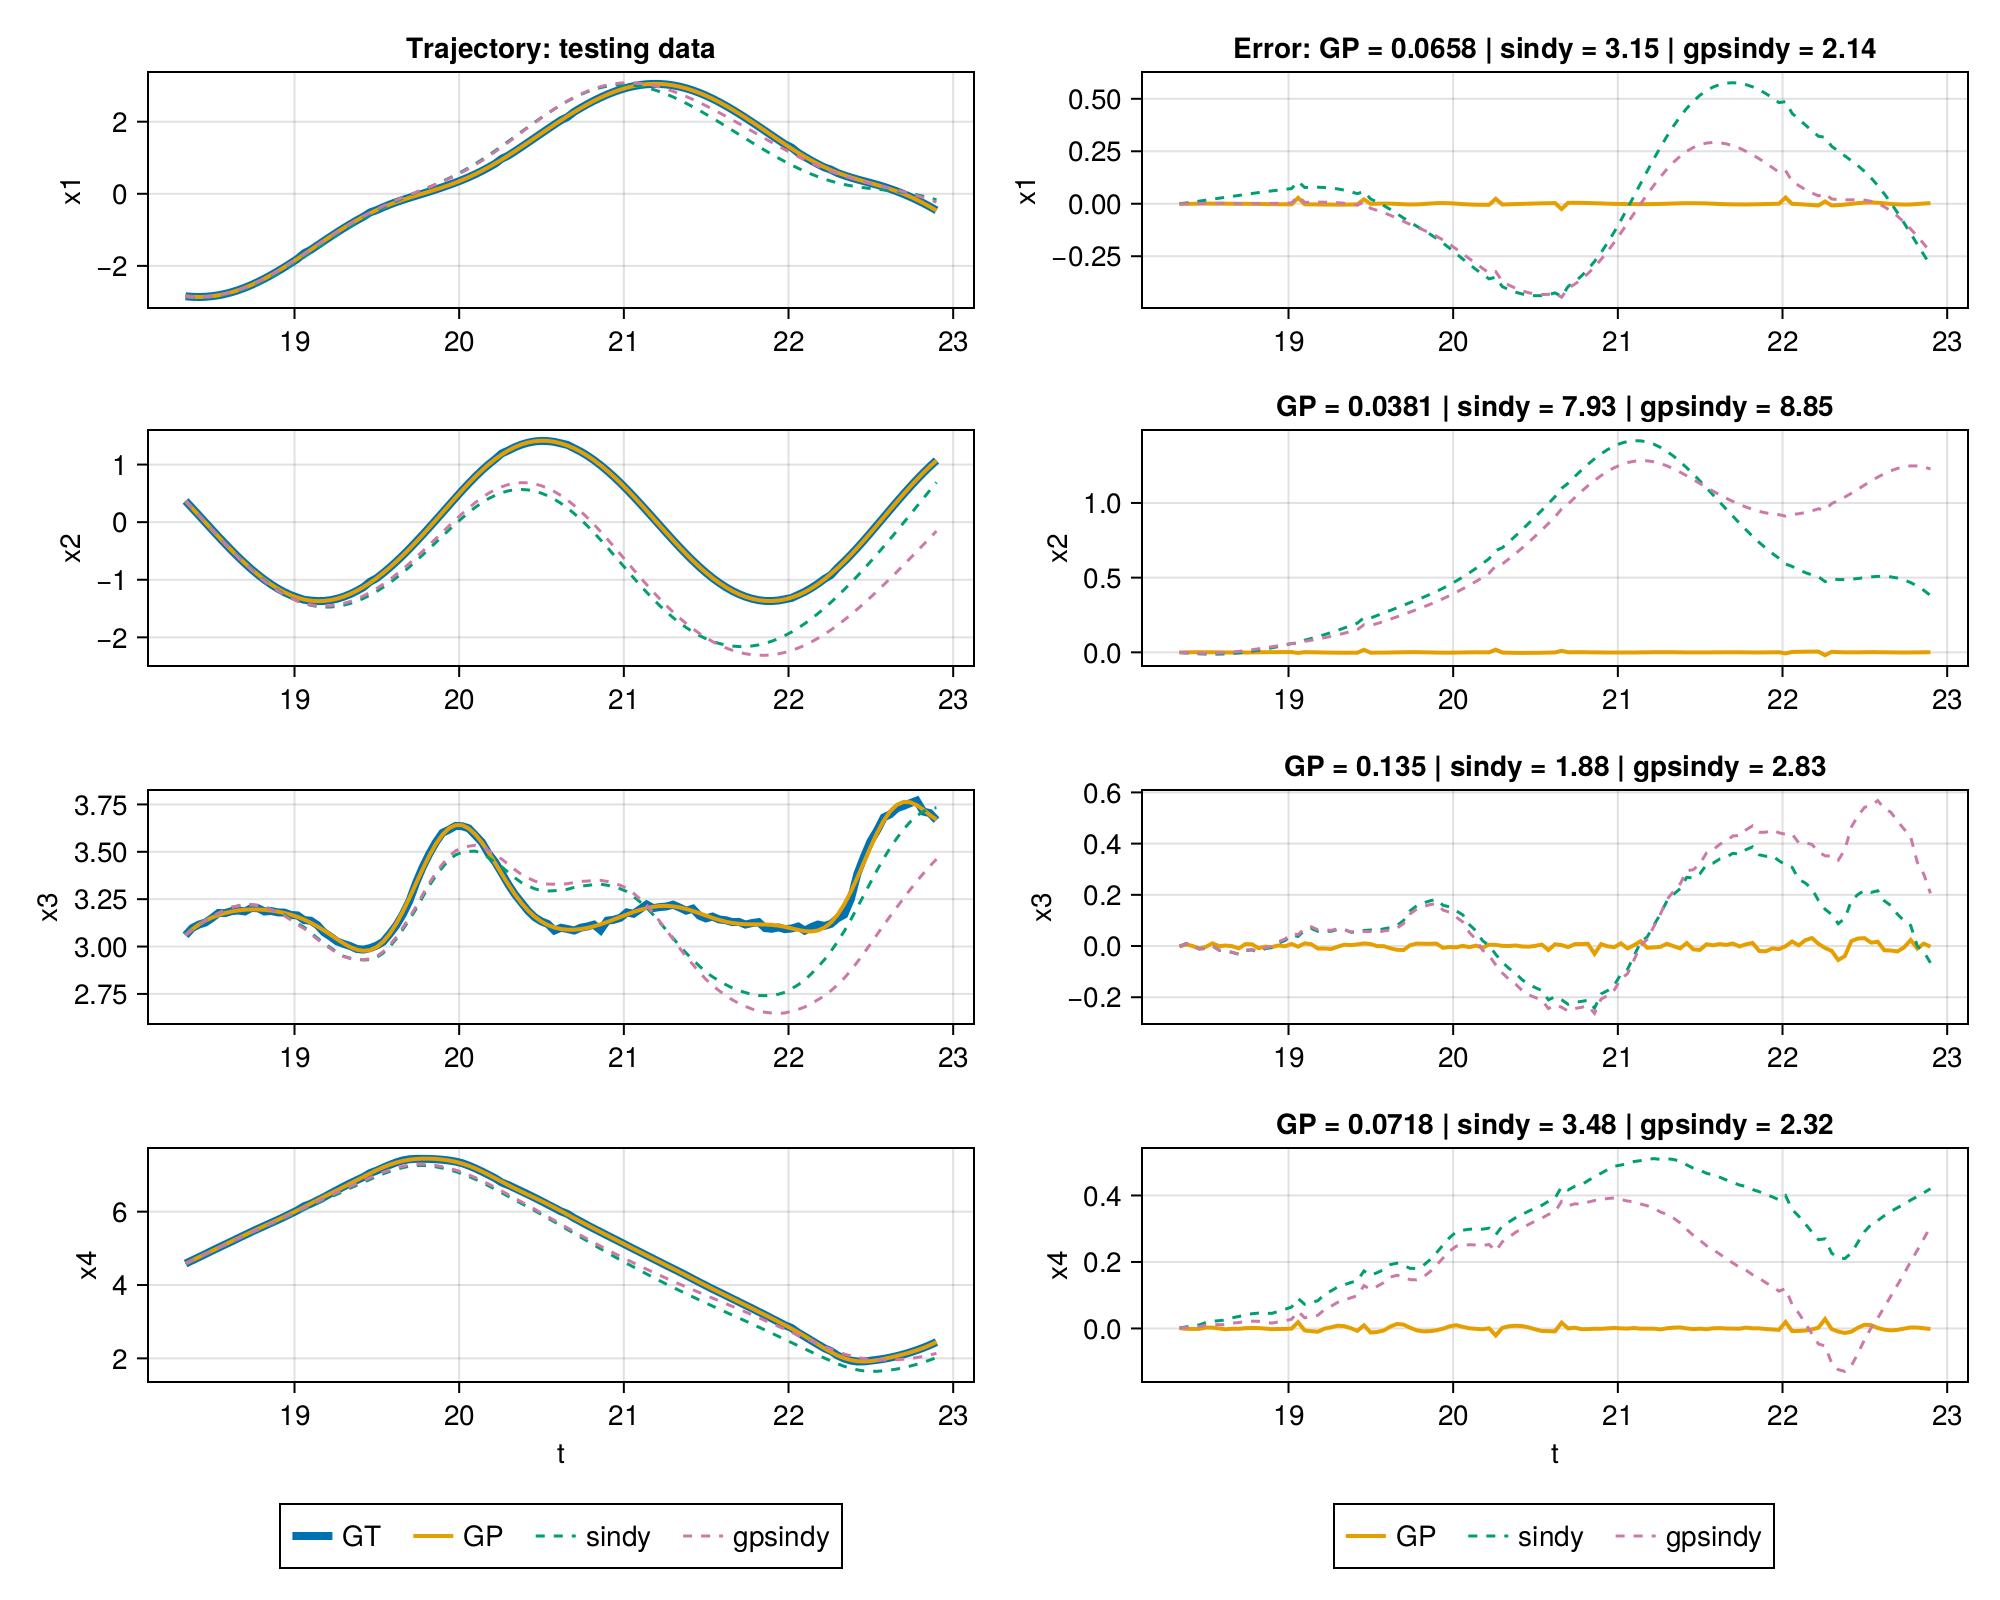 Trajectory: testing data
x1
2
0
−2
19 20 21 22 23
Error: GP = 0.0658 | sindy = 3.15 | gpsindy = 2.14
x1
0.50
0.25
0.00
−0.25
19 20 21 22 23
x2
1
0
−1
−2
19 20 21 22 23
GP = 0.0381 | sindy = 7.93 | gpsindy = 8.85
x2
1.0
0.5
0.0
19 20 21 22 23
x3
3.75
3.50
3.25
3.00
2.75
19 20 21 22 23
GP = 0.135 | sindy = 1.88 | gpsindy = 2.83
x3
0.6
0.4
0.2
0.0
−0.2
19 20 21 22 23
x4
6
4
2
19 20 21 22 23
t
GP = 0.0718 | sindy = 3.48 | gpsindy = 2.32
x4
0.4
0.2
0.0
19 20 21 22 23
t
GT GP sindy gpsindy
GP sindy gpsindy